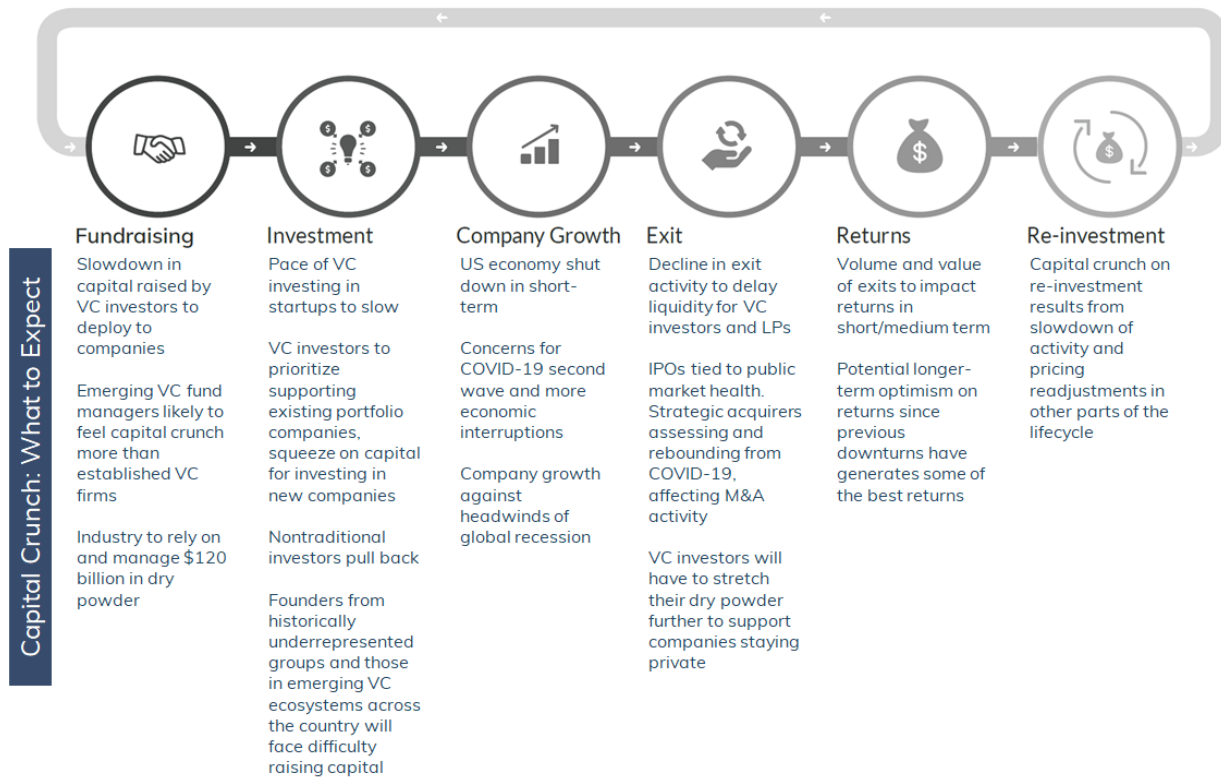 Capital Crunch: What to Expect
Fundraising
Slowdown in
capital raised by
VC investors to
deploy to
companies
Emerging VC fund
managers likely to
feel capital crunch
more than
established VC
firms
Industry to rely on
and manage $120
billion in dry
powder
Investment
Pace of VC
investing in
startups to slow
VC investors to
prioritize
supporting
existing portfolio
companies,
squeeze on capital
for investing in
new companies
Nontraditional
investors pull back
Founders from
historically
underrepresented
groups and those
in emerging VC
ecosystems across
the country will
face difficulty
raising capital
Company Growth
US economy shut
down in short-
term
Concerns for
COVID-19 second
wave and more
economic
interruptions
Company growth
against
headwinds of
global recession
Exit
Decline in exit
activity to delay
liquidity for VC
investors and LPs
IPOs tied to public
market health.
Strategic acquirers
assessing and
rebounding from
COVID-19,
affecting M&A
activity
VC investors will
have to stretch
their dry powder
further to support
companies staying
private
Returns
Volume and value
of exits to impact
returns in
short/medium term
Potential longer-
term optimism on
returns since
previous
downturns have
generates some of
the best returns
Re-investment
Capital crunch on
re-investment
results from
slowdown of
activity and
pricing
readjustments in
other parts of the
lifecycle